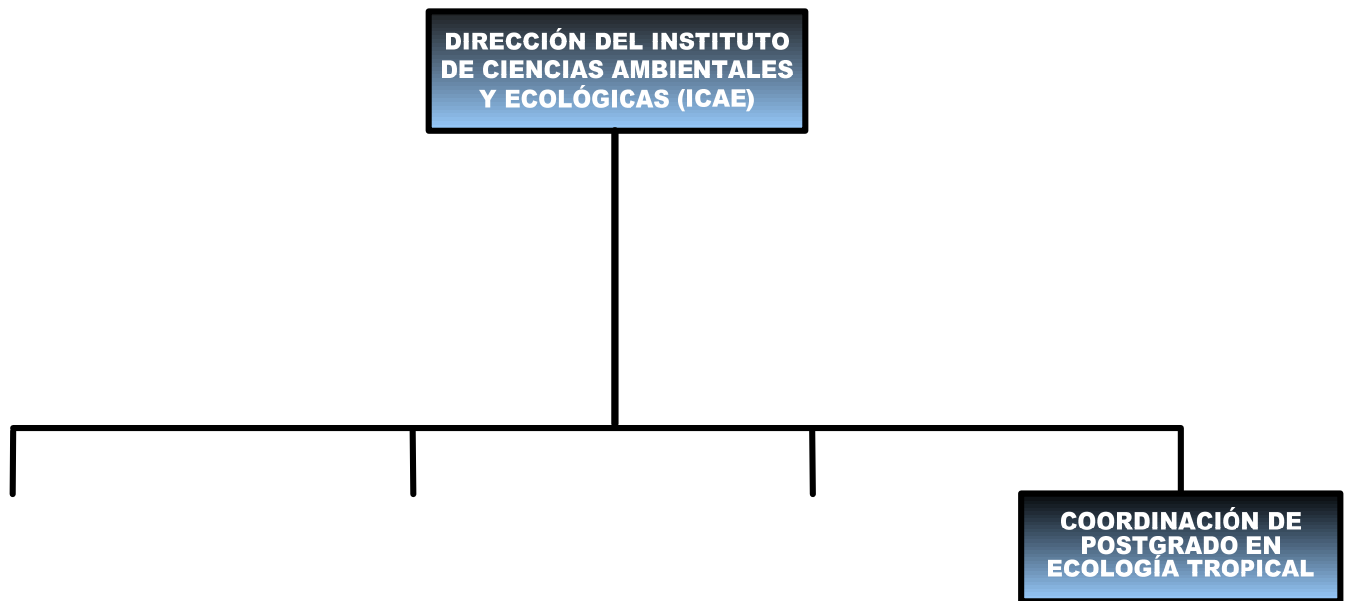 DIRECCIÓN DEL INSTITUTO
DE CIENCIAS AMBIENTALES
Y ECOLÓGICAS (ICAE)
COORDINACIÓN DE
POSTGRADO EN
ECOLOGÍA TROPICAL